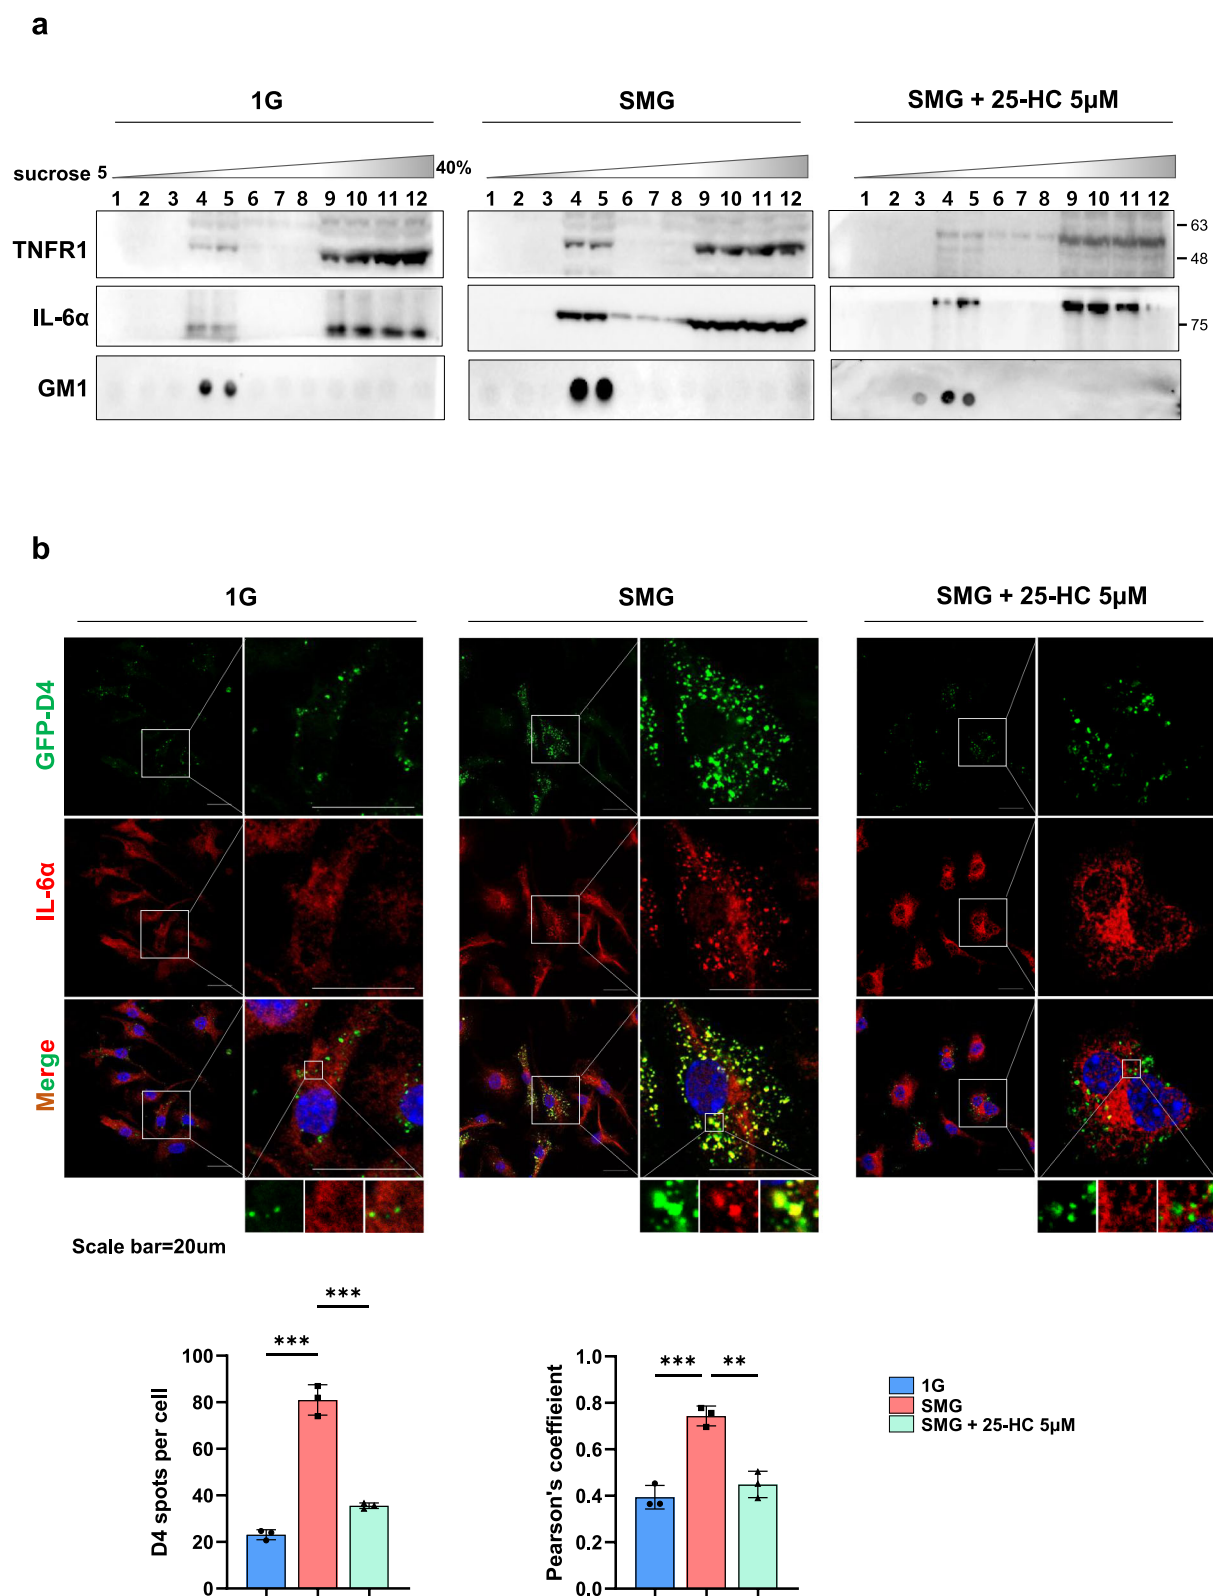 a
1G SMG SMG + 25-HC 5μM
sucrose 5 40%
1 2 3 4 5 6 7 8 9 10 11 12 1 2 3 4 5 6 7 8 9 10 11 12 1 2 3 4 5 6 7 8 9 10 11 12
TNFR1 63
48
IL-6α 75
GM1
b
1G SMG SMG + 25-HC 5μM
GFP-D4
IL-6α
Merge
Scale bar=20um
*** ***
D4 spots per cell
100
80
60
40
20
0
*** **
Pearson's coeffieient
1.0
0.8
0.6
0.4
0.2
0.0
1G
SMG
SMG + 25-HC 5μM